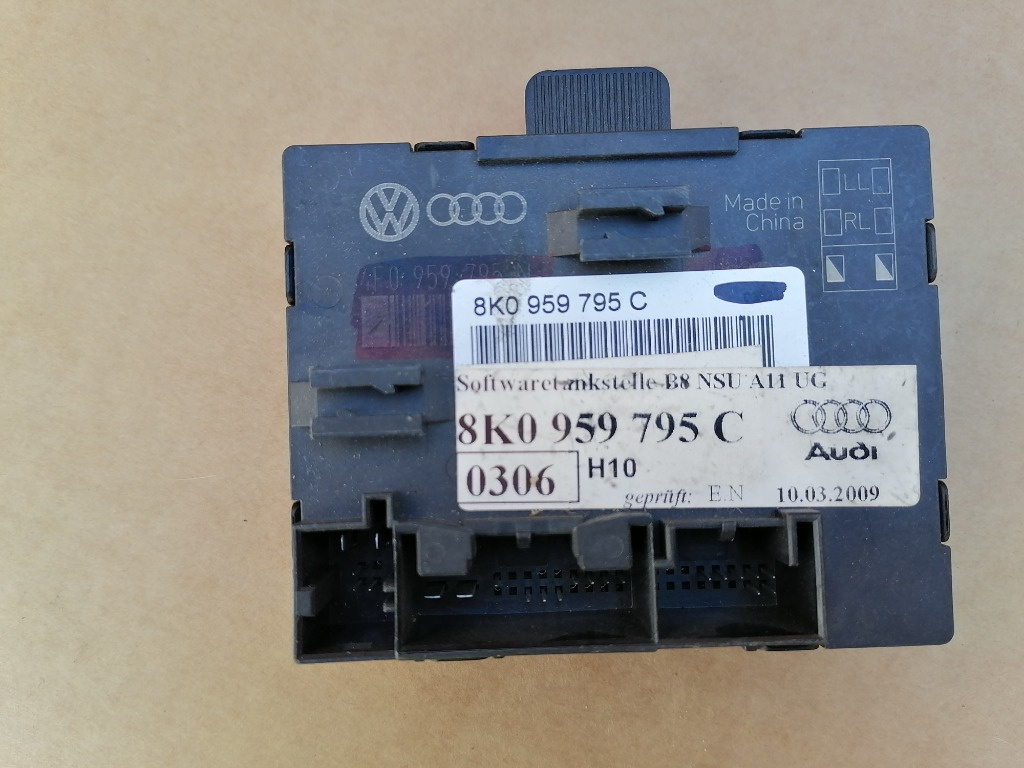 Made in
China
LL
RL
8K0 959 795 C
Softwaretankstelle B8 NSU A11 UG
8K0 959 795 C
Audi
0306
H10
geprüft: E.N
10.03.2009